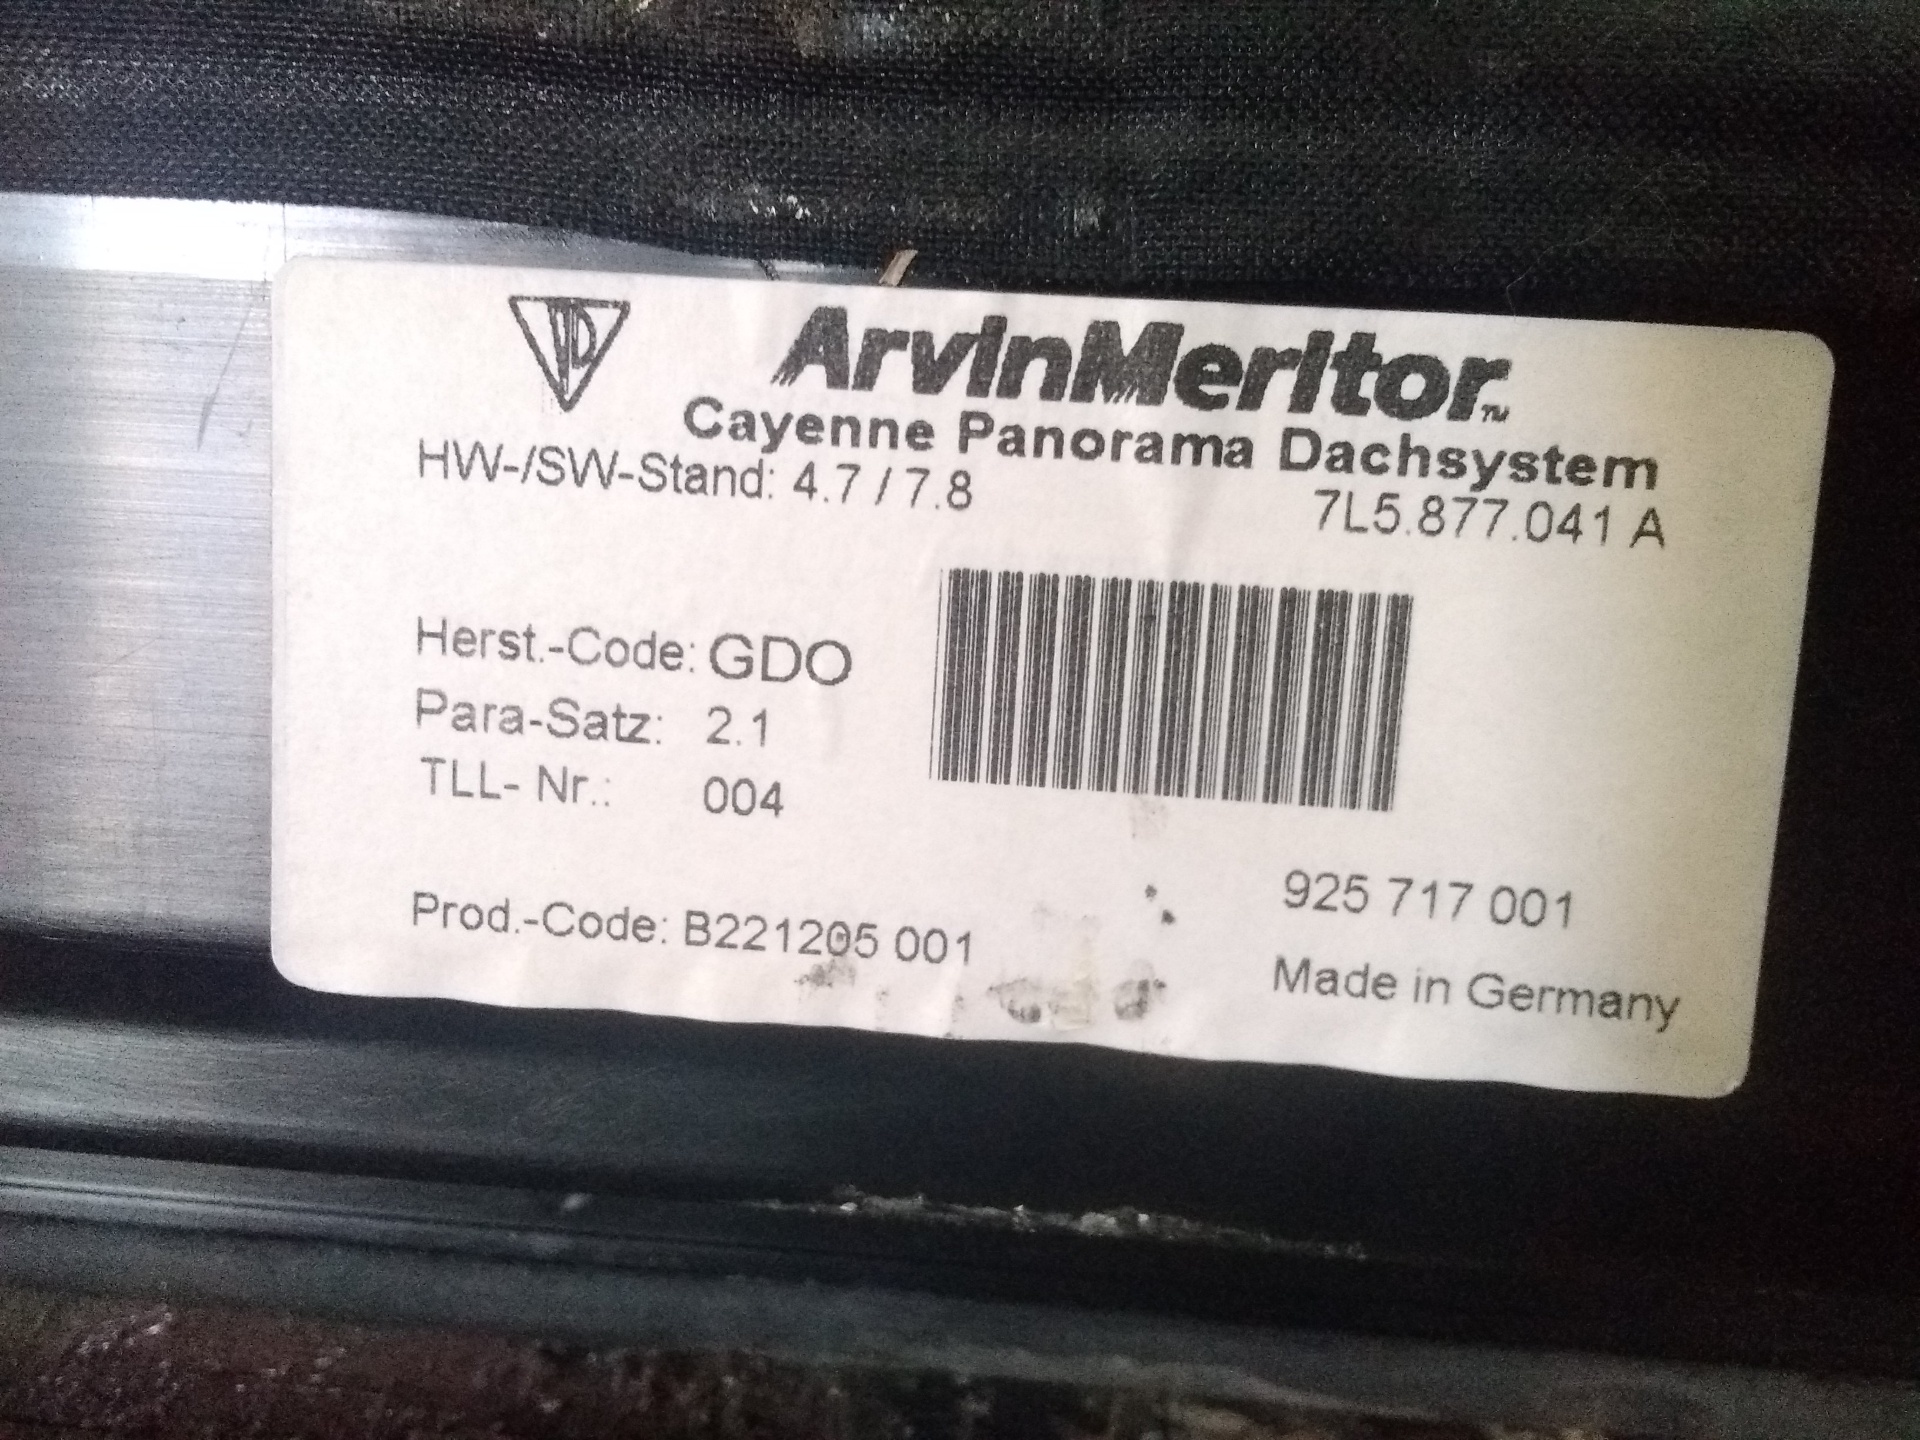 ArvinMeritor™
Cayenne Panorama Dachsystem
HW-/SW-Stand: 4.7 / 7.8
7L5.877.041 A
Herst.-Code: GDO
Para-Satz: 2.1
TLL- Nr.: 004
925 717 001
Prod.-Code: B221205 001
Made in Germany